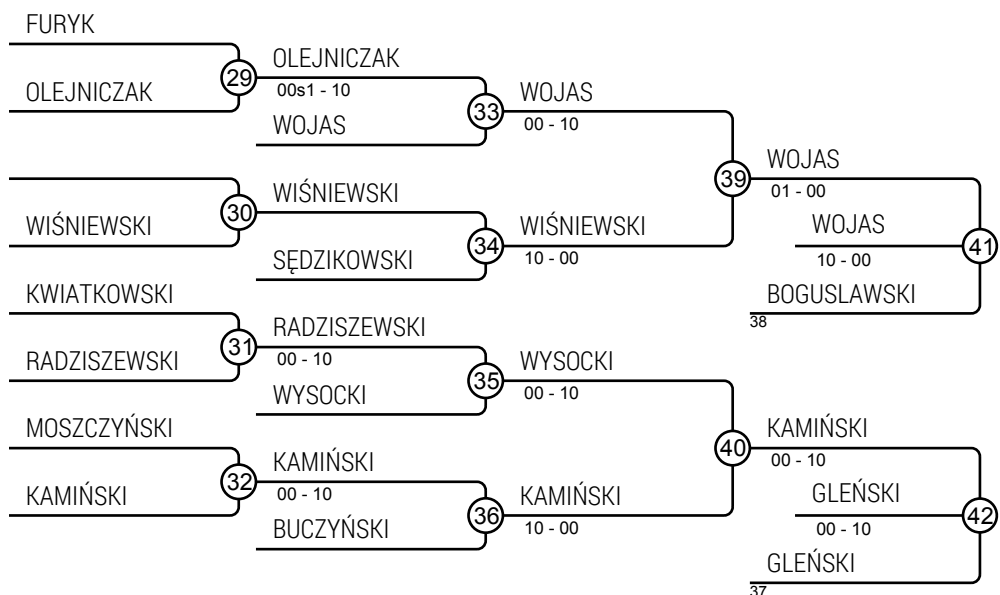 FURYK
29
OLEJNICZAK
OLEJNICZAK
00s1 - 10
33
WOJAS
WOJAS
00 - 10
39
WOJAS
01 - 00
30
WIŚNIEWSKI
WIŚNIEWSKI
34
WIŚNIEWSKI
10 - 00
SĘDZIKOWSKI
WOJAS
10 - 00
41
BOGUSLAWSKI
38
KWIATKOWSKI
31
RADZISZEWSKI
RADZISZEWSKI
00 - 10
35
WYSOCKI
WYSOCKI
00 - 10
40
KAMIŃSKI
00 - 10
MOSZCZYŃSKI
32
KAMIŃSKI
KAMIŃSKI
00 - 10
36
KAMIŃSKI
10 - 00
BUCZYŃSKI
GLEŃSKI
00 - 10
42
GLEŃSKI
37